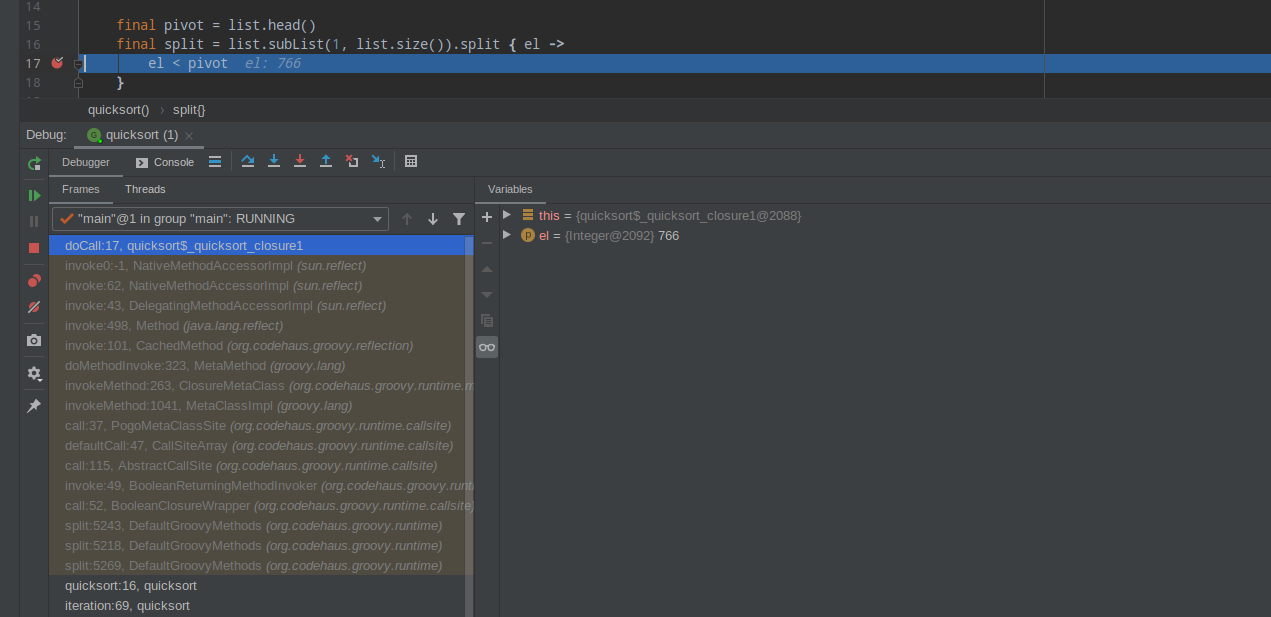 14
15 final pivot = list.head()
16 final split = list.subList(1, list.size()).split { el ->
17 el < pivot el: 766
18 }
quicksort() › split{}
Debug: quicksort (1)
Debugger Console
Frames Threads Variables
"main"@1 in group "main": RUNNING
this = {quicksort$_quicksort_closure1@2088}
el = {Integer@2092} 766
doCall:17, quicksort$_quicksort_closure1
invoke0:-1, NativeMethodAccessorImpl (sun.reflect)
invoke:62, NativeMethodAccessorImpl (sun.reflect)
invoke:43, DelegatingMethodAccessorImpl (sun.reflect)
invoke:498, Method (java.lang.reflect)
invoke:101, CachedMethod (org.codehaus.groovy.reflection)
doMethodInvoke:323, MetaMethod (groovy.lang)
invokeMethod:263, ClosureMetaClass (org.codehaus.groovy.runtime.m
invokeMethod:1041, MetaClassImpl (groovy.lang)
call:37, PogoMetaClassSite (org.codehaus.groovy.runtime.callsite)
defaultCall:47, CallSiteArray (org.codehaus.groovy.runtime.callsite)
call:115, AbstractCallSite (org.codehaus.groovy.runtime.callsite)
invoke:49, BooleanReturningMethodInvoker (org.codehaus.groovy.runti
call:52, BooleanClosureWrapper (org.codehaus.groovy.runtime.callsite)
split:5243, DefaultGroovyMethods (org.codehaus.groovy.runtime)
split:5218, DefaultGroovyMethods (org.codehaus.groovy.runtime)
split:5269, DefaultGroovyMethods (org.codehaus.groovy.runtime)
quicksort:16, quicksort
iteration:69, quicksort